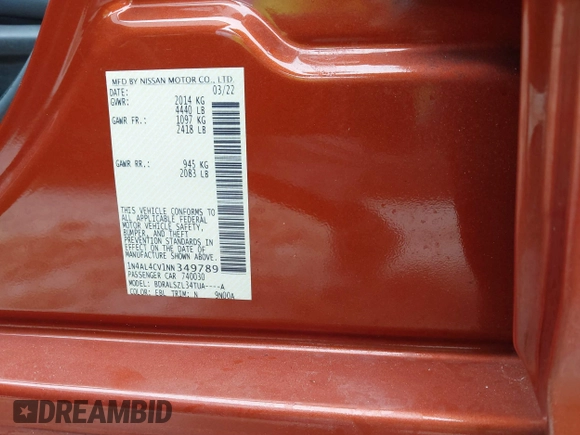 MFD BY NISSAN MOTOR CO., LTD.
DATE: 03/22
GVWR: 2014 KG
4440 LB
GAWR FR.: 1097 KG
2418 LB
GAWR RR.: 945 KG
2083 LB
THIS VEHICLE CONFORMS TO
ALL APPLICABLE FEDERAL
MOTOR VEHICLE SAFETY,
BUMPER, AND THEFT
PREVENTION STANDARDS IN
EFFECT ON THE DATE OF
MANUFACTURE SHOWN ABOVE.
1N4AL4CV1NN349789
PASSENGER CAR 740030
MODEL: BDRALSZL34TUA----A
COLOR: EBL TRIM: N 9N00A
DREAMBID